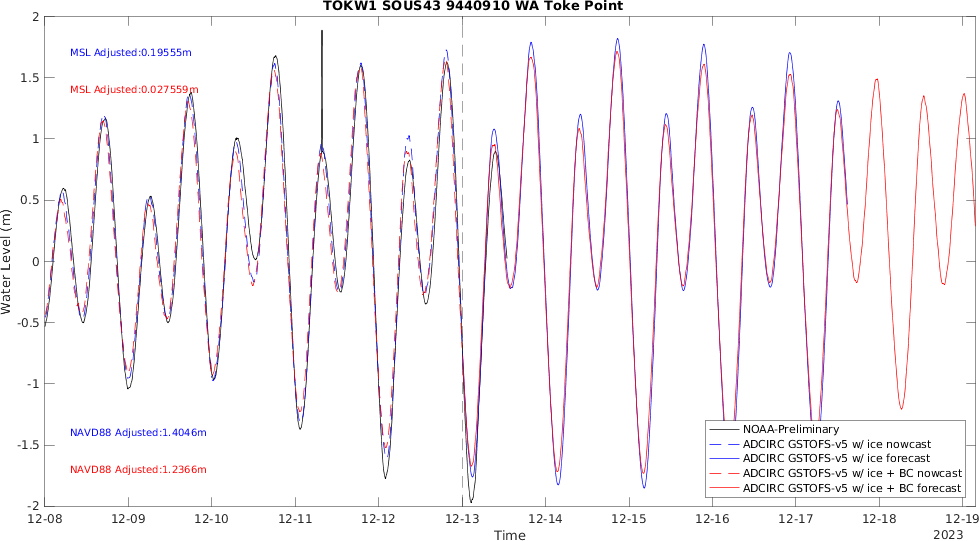 TOKW1 SOUS43 9440910 WA Toke Point
MSL Adjusted:0.19555m
MSL Adjusted:0.027559m
NAVD88 Adjusted:1.4046m
NAVD88 Adjusted:1.2366m
Water Level (m)
2
1.5
1
0.5
0
-0.5
-1
-1.5
-2
NOAA-Preliminary
ADCIRC GSTOFS-v5 w/ ice nowcast
ADCIRC GSTOFS-v5 w/ ice forecast
ADCIRC GSTOFS-v5 w/ ice + BC nowcast
ADCIRC GSTOFS-v5 w/ ice + BC forecast
12-08 12-09 12-10 12-11 12-12 12-13 12-14 12-15 12-16 12-17 12-18 12-19
Time
2023